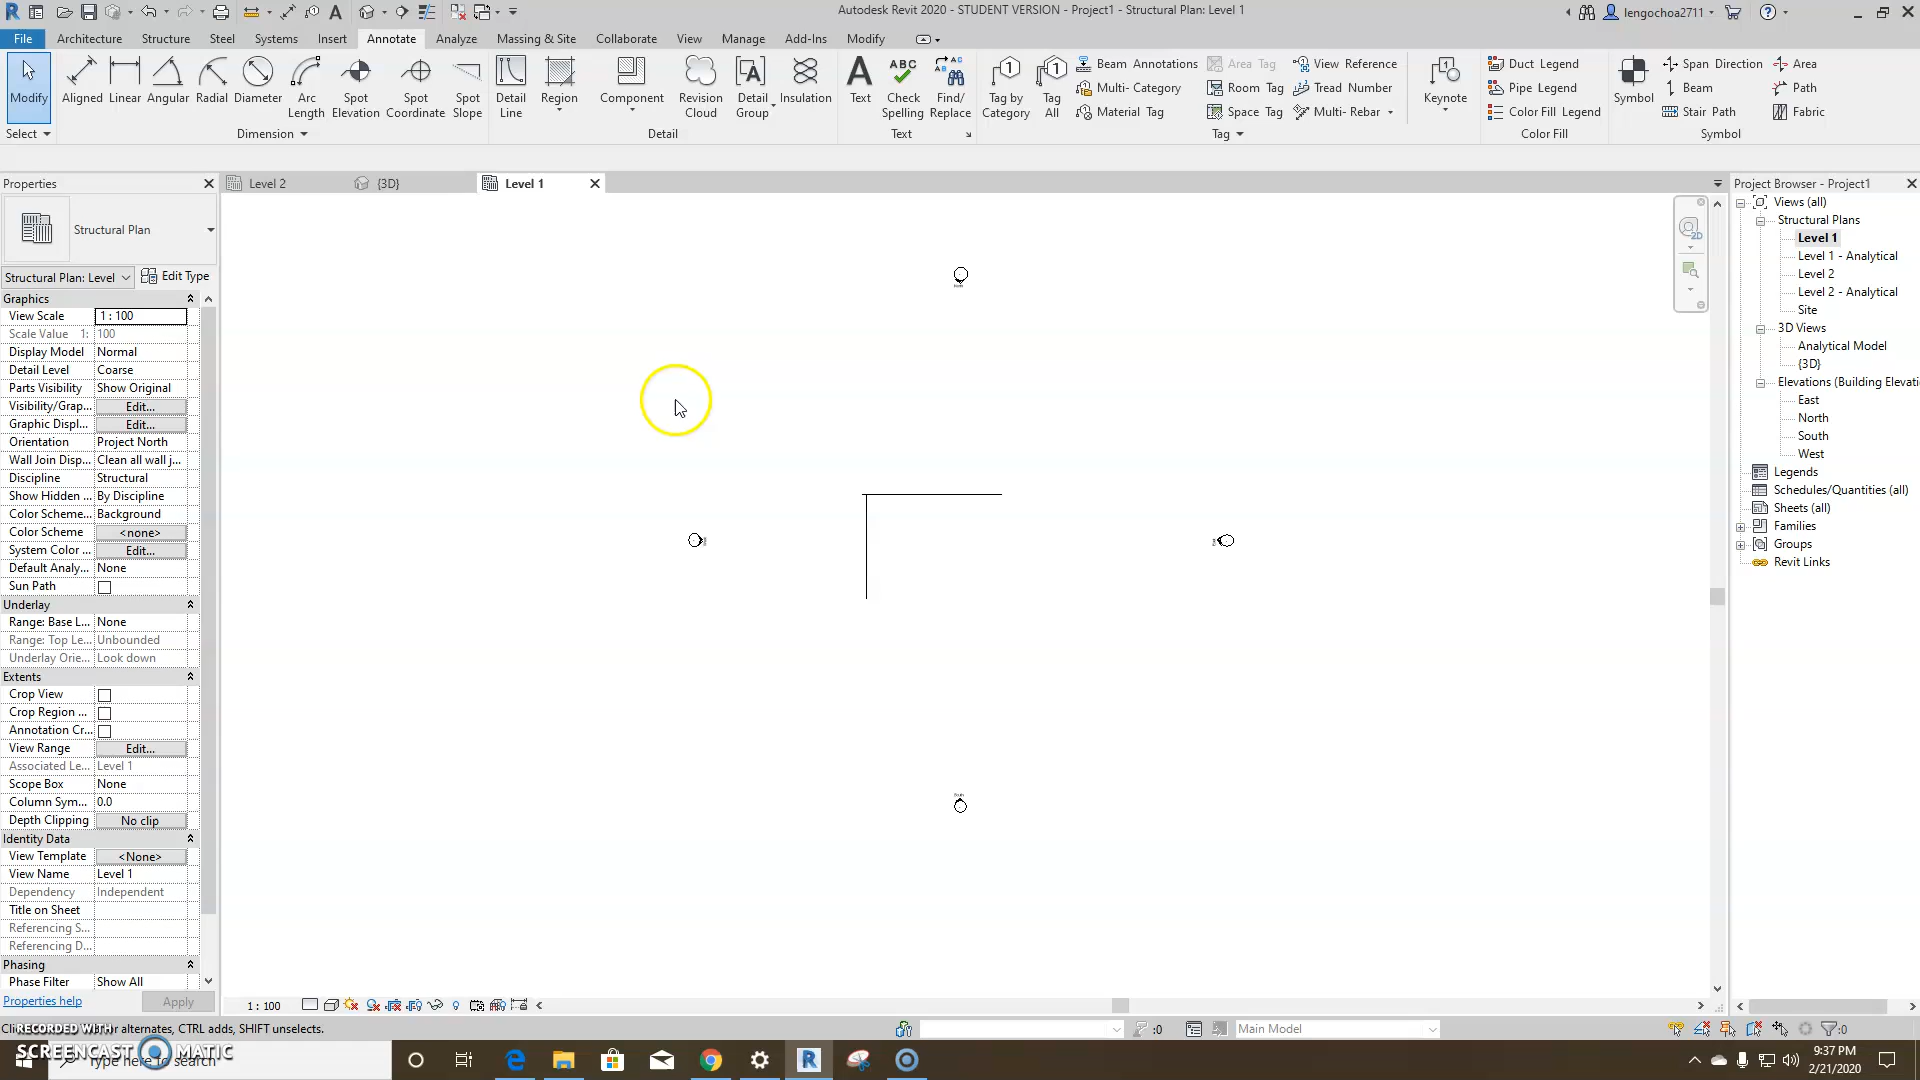 Autodesk Revit 2020 - STUDENT VERSION - Project1 - Structural Plan: Level 1
lengochoa2711
File Architecture Structure Steel Systems Insert Annotate Analyze Massing & Site Collaborate View Manage Add-Ins Modify
Modify
Select
Aligned Linear Angular Radial Diameter Arc Length Spot Elevation Spot Coordinate Spot Slope
Dimension
Detail Line Region Component Revision Cloud Detail Group Insulation
Detail
Text Check Spelling Find/ Replace
Text
Tag by Category Tag All Beam Annotations Area Tag View Reference
Multi- Category Room Tag Tread Number
Material Tag Space Tag Multi- Rebar
Tag
Keynote
Duct Legend
Pipe Legend
Color Fill Legend
Color Fill
Symbol Span Direction Area
Beam Path
Stair Path Fabric
Symbol
Properties
Structural Plan
Structural Plan: Level Edit Type
Graphics
View Scale 1 : 100
Scale Value 1: 100
Display Model Normal
Detail Level Coarse
Parts Visibility Show Original
Visibility/Grap... Edit...
Graphic Displ... Edit...
Orientation Project North
Wall Join Disp... Clean all wall j...
Discipline Structural
Show Hidden ... By Discipline
Color Scheme... Background
Color Scheme <none>
System Color ... Edit...
Default Analy... None
Sun Path
Underlay
Range: Base L... None
Range: Top Le... Unbounded
Underlay Orie... Look down
Extents
Crop View
Crop Region ...
Annotation Cr...
View Range Edit...
Associated Le... Level 1
Scope Box None
Column Sym... 0.0
Depth Clipping No clip
Identity Data
View Template <None>
View Name Level 1
Dependency Independent
Title on Sheet
Referencing S...
Referencing D...
Phasing
Phase Filter Show All
Properties help Apply
Level 2 {3D} Level 1
2D
South
1 : 100
Project Browser - Project1
Views (all)
Structural Plans
Level 1
Level 1 - Analytical
Level 2
Level 2 - Analytical
Site
3D Views
Analytical Model
{3D}
Elevations (Building Elevati
East
North
South
West
Legends
Schedules/Quantities (all)
Sheets (all)
Families
Groups
Revit Links
r alternates, CTRL adds, SHIFT unselects.
:0
Main Model
:0
RECORDED WITH
SCREENCAST MATIC
Type here to search
9:37 PM
2/21/2020